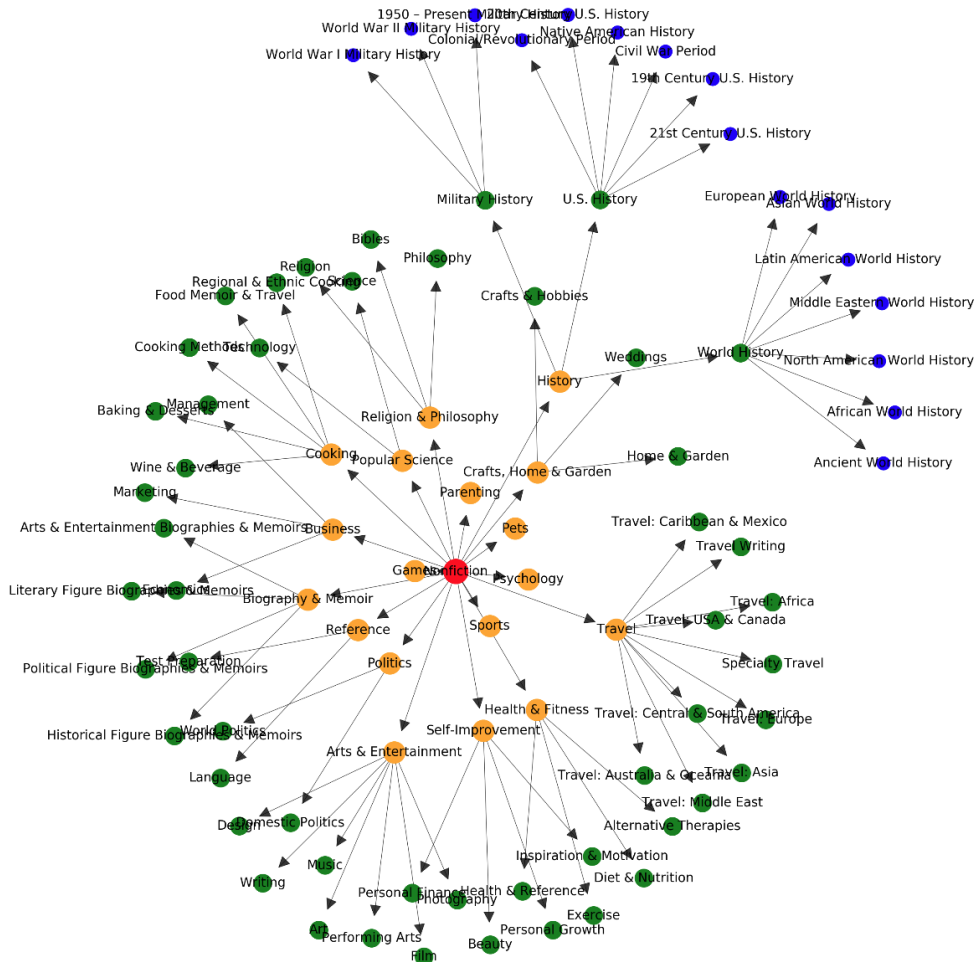 1950 – Present Military History
20th Century U.S. History
World War II Military History
Native American History
Colonial/Revolutionary Period
World War I Military History
Civil War Period
19th Century U.S. History
21st Century U.S. History
European World History
Military History
U.S. History
Asian World History
Bibles
Philosophy
Latin American World History
Religion
Regional & Ethnic Cooking
Science
Food Memoir & Travel
Crafts & Hobbies
Middle Eastern World History
Cooking Methods
Technology
World History
Weddings
North American World History
History
Management
Baking & Desserts
Religion & Philosophy
African World History
Cooking
Popular Science
Home & Garden
Ancient World History
Wine & Beverage
Crafts, Home & Garden
Marketing
Parenting
Travel: Caribbean & Mexico
Arts & Entertainment Biographies & Memoirs
Business
Pets
Travel Writing
Games
Nonfiction
Psychology
Literary Figure Biographies & Memoirs
Economics
Biography & Memoir
Travel: Africa
Travel: USA & Canada
Reference
Sports
Travel
Test Preparation
Political Figure Biographies & Memoirs
Politics
Specialty Travel
Health & Fitness
Travel: Central & South America
Travel: Europe
World Politics
Historical Figure Biographies & Memoirs
Self-Improvement
Arts & Entertainment
Language
Travel: Australia & Oceania
Travel: Asia
Travel: Middle East
Design
Domestic Politics
Alternative Therapies
Music
Inspiration & Motivation
Writing
Personal Finance
Photography
Health & Reference
Diet & Nutrition
Exercise
Art
Performing Arts
Personal Growth
Beauty
Film